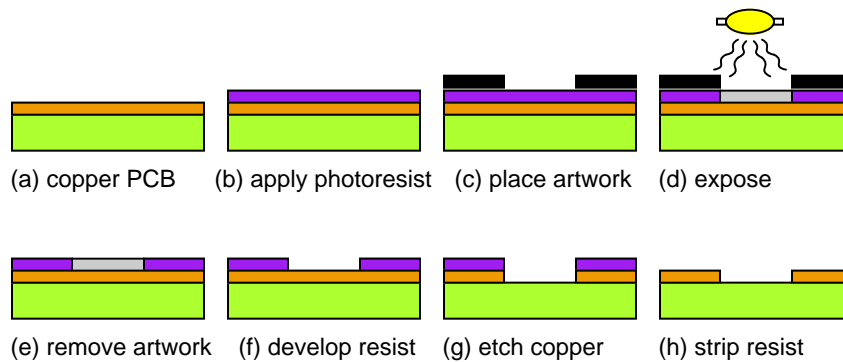 (a) copper PCB
(b) apply photoresist
(c) place artwork
(d) expose
(e) remove artwork
(f) develop resist
(g) etch copper
(h) strip resist